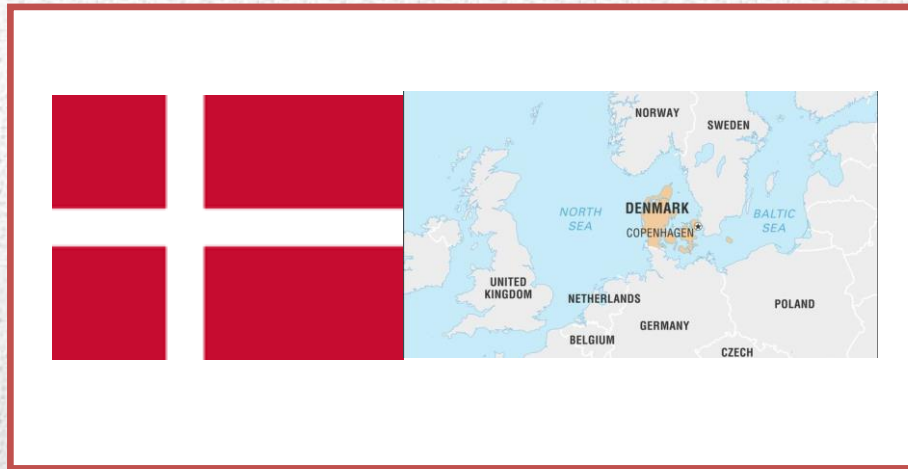 NORWAY
SWEDEN
NORTH
SEA
DENMARK
COPENHAGEN
BALTIC
SEA
UNITED
KINGDOM
NETHERLANDS
POLAND
GERMANY
BELGIUM
CZECH